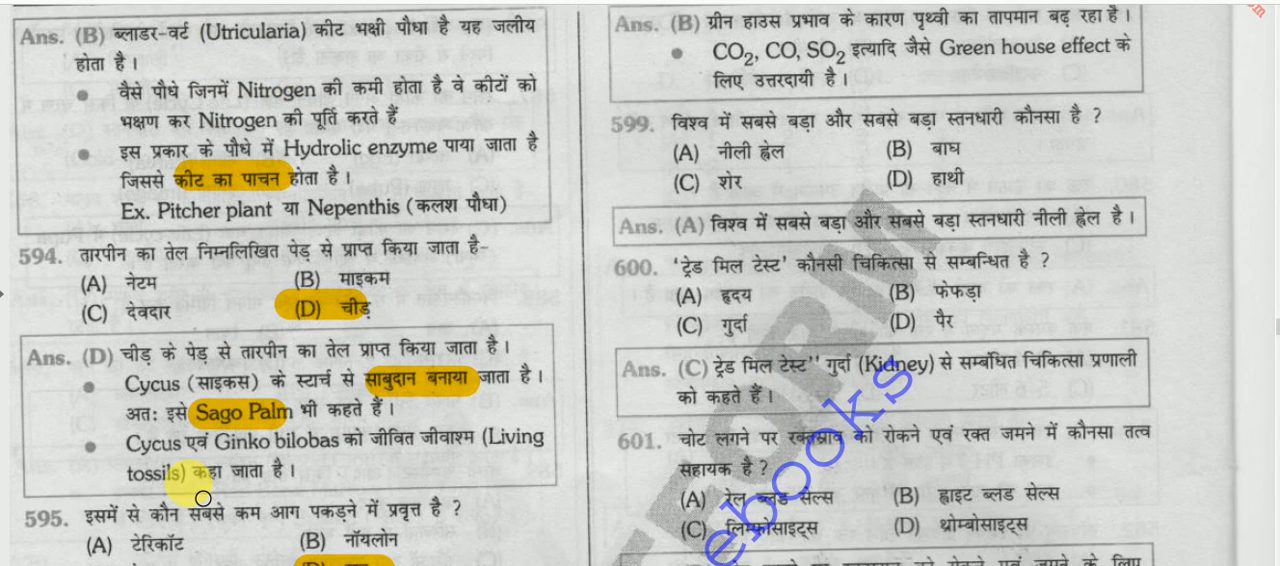 Ans. (B) ब्लाडर-वर्ट (Utricularia) कीट भक्षी पौधा है यह जलीय
होता है।
• वैसे पौधे जिनमें Nitrogen की कमी होता है वे कीटों को
भक्षण कर Nitrogen की पूर्ति करते हैं
• इस प्रकार के पौधे में Hydrolic enzyme पाया जाता है
जिससे कीट का पाचन होता है।
Ex. Pitcher plant या Nepenthis (कलश पौधा)
594. तारपीन का तेल निम्नलिखित पेड़ से प्राप्त किया जाता है-
(A) नेटम (B) माइकम
(C) देवदार (D) चीड़
Ans. (D) चीड़ के पेड़ से तारपीन का तेल प्राप्त किया जाता है।
• Cycus (साइकस) के स्टार्च से साबुदान बनाया जाता है।
अतः इसे Sago Palm भी कहते हैं।
• Cycus एवं Ginko bilobas को जीवित जीवाश्म (Living
tossils) कहा जाता है।
595. इसमें से कौन सबसे कम आग पकड़ने में प्रवृत्त है ?
(A) टेरिकॉट (B) नॉयलोन
Ans. (B) ग्रीन हाउस प्रभाव के कारण पृथ्वी का तापमान बढ़ रहा है।
• CO2, CO, SO2 इत्यादि जैसे Green house effect के
लिए उत्तरदायी है।
599. विश्व में सबसे बड़ा और सबसे बड़ा स्तनधारी कौनसा है ?
(A) नीली ह्वेल (B) बाघ
(C) शेर (D) हाथी
Ans. (A) विश्व में सबसे बड़ा और सबसे बड़ा स्तनधारी नीली ह्वेल है।
600. 'ट्रेड मिल टेस्ट' कौनसी चिकित्सा से सम्बन्धित है ?
(A) हृदय (B) फेफड़ा
(C) गुर्दा (D) पैर
Ans. (C) ट्रेड मिल टेस्ट'' गुर्दा (Kidney) से सम्बंधित चिकित्सा प्रणाली
को कहते हैं।
601. चोट लगने पर रक्तस्राव को रोकने एवं रक्त जमने में कौनसा तत्व
सहायक है ?
(A) रेल ब्लड सेल्स (B) ह्वाइट ब्लड सेल्स
(C) लिम्फोसाइट्स (D) थ्रोम्बोसाइट्स
ebooks